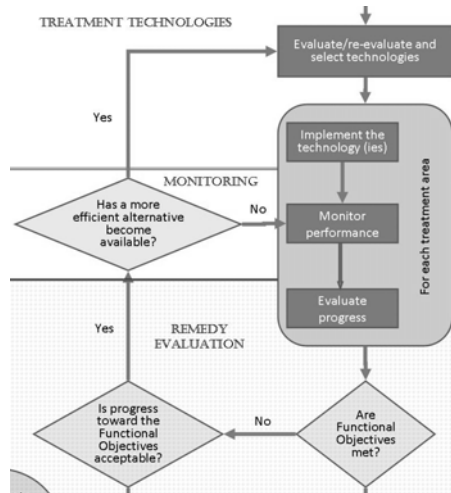 TREATMENT TECHNOLOGIES
Evaluate/re-evaluate and
select technologies
Yes
Implement the
technology (ies)
MONITORING
Has a more
efficient alternative
become
available?
No
Monitor
performance
For each treatment area
Evaluate
progress
Yes
REMEDY
EVALUATION
Is progress
toward the
Functional
Objectives
acceptable?
No
Are
Functional
Objectives
met?